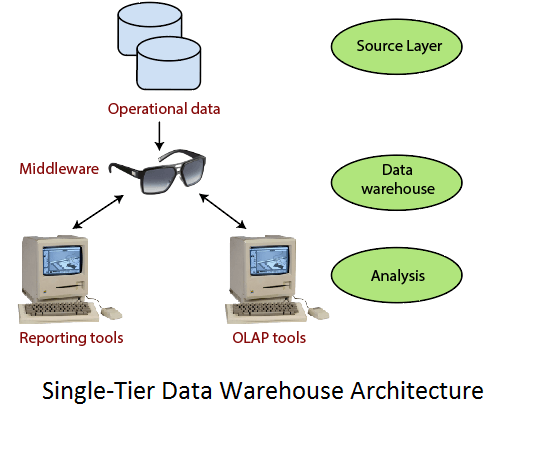 Source Layer
Operational data
Middleware
Data
warehouse
Analysis
Reporting tools
OLAP tools
Single-Tier Data Warehouse Architecture